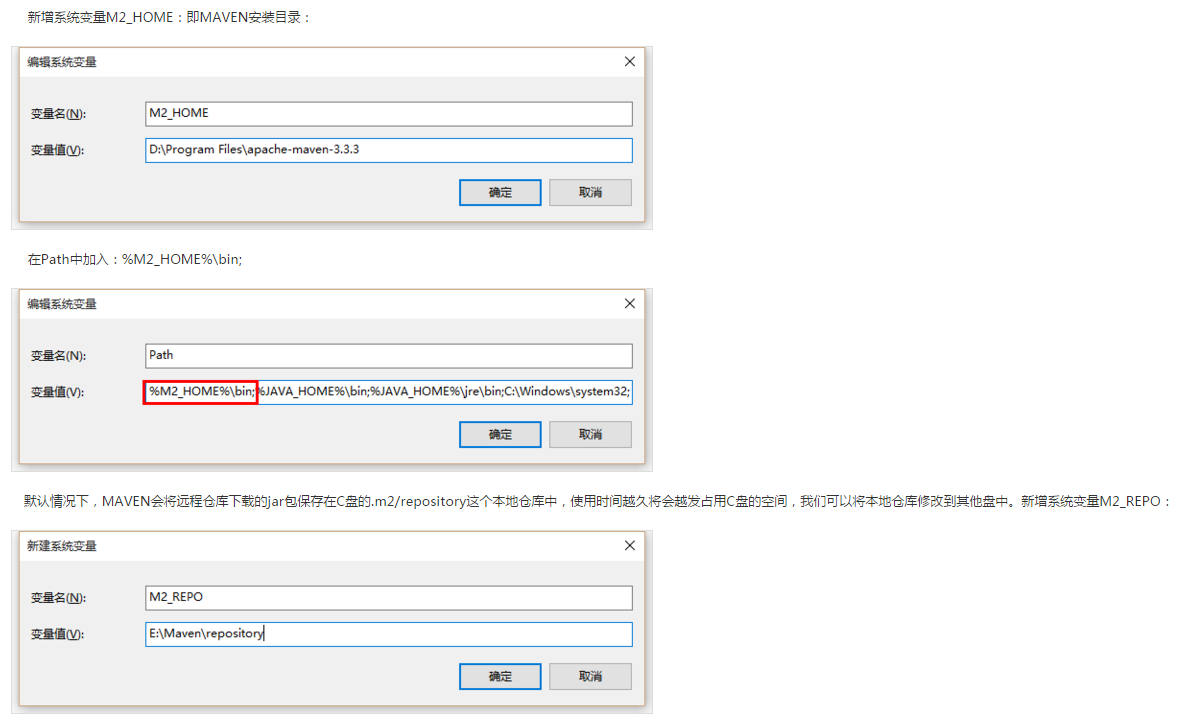 新增系统变量M2_HOME：即MAVEN安装目录：
编辑系统变量
变量名(N):
M2_HOME
变量值(V):
D:\Program Files\apache-maven-3.3.3
确定
取消
在Path中加入：%M2_HOME%\bin;
编辑系统变量
变量名(N):
Path
变量值(V):
%M2_HOME%\bin;%JAVA_HOME%\bin;%JAVA_HOME%\jre\bin;C:\Windows\system32;
确定
取消
默认情况下，MAVEN会将远程仓库下载的jar包保存在C盘的.m2/repository这个本地仓库中，使用时间越久将会越发占用C盘的空间，我们可以将本地仓库修改到其他盘中。新增系统变量M2_REPO：
新建系统变量
变量名(N):
M2_REPO
变量值(V):
E:\Maven\repository
确定
取消